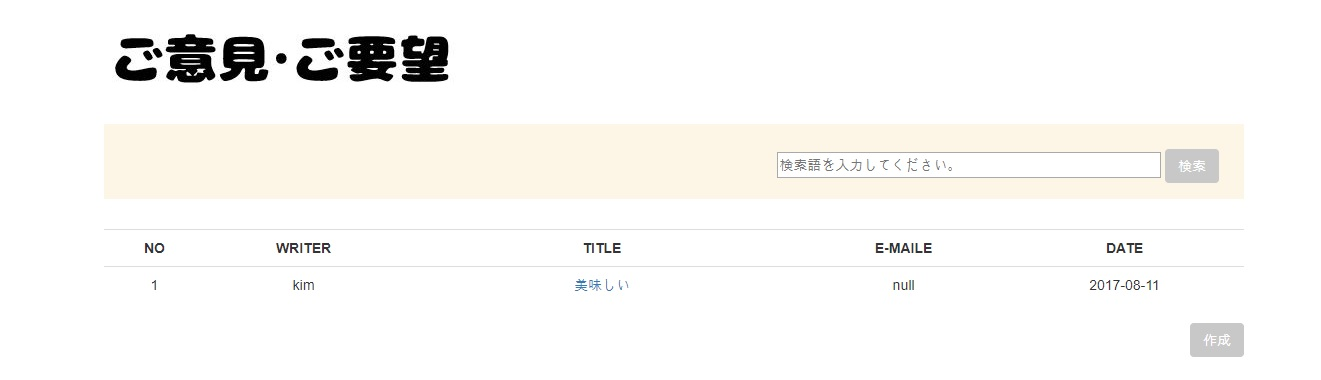 ご意見・ご要望
検索語を入力してください。 検索
NO WRITER TITLE E-MAILE DATE
1 kim 美味しい null 2017-08-11
作成